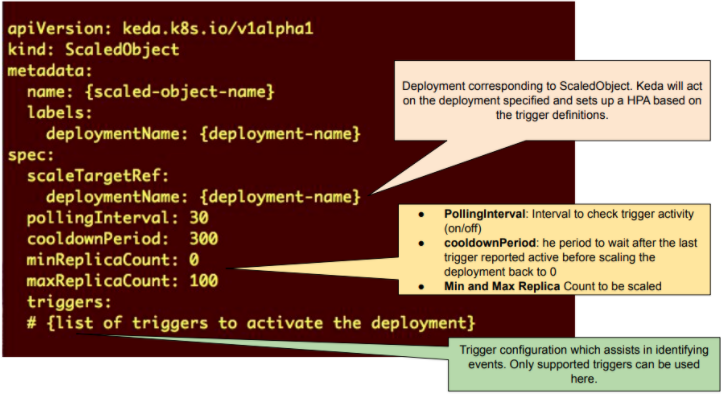 apiVersion: keda.k8s.io/v1alpha1
kind: ScaledObject
metadata:
  name: {scaled-object-name}
  labels:
    deploymentName: {deployment-name}
spec:
  scaleTargetRef:
    deploymentName: {deployment-name}
  pollingInterval: 30
  cooldownPeriod:  300
  minReplicaCount: 0
  maxReplicaCount: 100
  triggers:
  # {list of triggers to activate the deployment}
Deployment corresponding to ScaledObject. Keda will act
on the deployment specified and sets up a HPA based on
the trigger definitions.
● PollingInterval: Interval to check trigger activity
(on/off)
● cooldownPeriod: he period to wait after the last
trigger reported active before scaling the
deployment back to 0
● Min and Max Replica Count to be scaled
Trigger configuration which assists in identifying
events. Only supported triggers can be used
here.